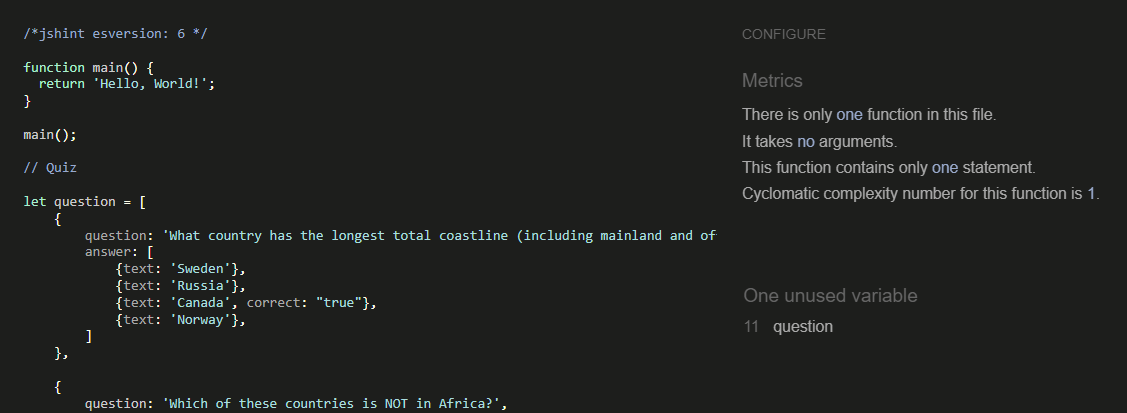 /*jshint esversion: 6 */
function main() {
return 'Hello, World!';
}
main();
// Quiz
let question = [
{
question: 'What country has the longest total coastline (including mainland and of
answer: [
{text: 'Sweden'},
{text: 'Russia'},
{text: 'Canada', correct: "true"},
{text: 'Norway'},
]
},
{
question: 'Which of these countries is NOT in Africa?',
CONFIGURE
Metrics
There is only one function in this file.
It takes no arguments.
This function contains only one statement.
Cyclomatic complexity number for this function is 1.
One unused variable
11 question